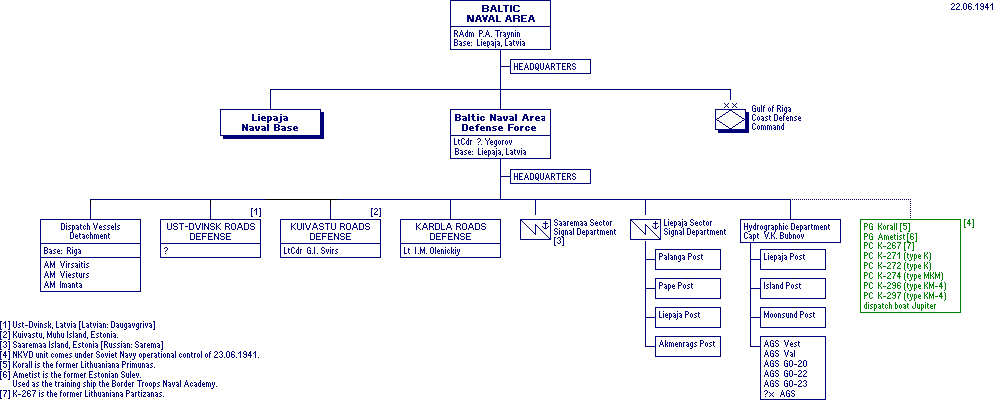 22.06.1941
BALTIC
NAVAL AREA
RAdm P.A. Traynin
Base: Liepaja, Latvia
HEADQUARTERS
Liepaja
Naval Base
Baltic Naval Area
Defense Force
LtCdr ?. Yegorov
Base: Liepaja, Latvia
Gulf of Riga
Coast Defense
Command
HEADQUARTERS
Dispatch Vessels
Detachment
Base: Riga
AM Virsaitis
AM Viesturs
AM Imanta
[1]
UST-DVINSK ROADS
DEFENSE
?
[2]
KUIVASTU ROADS
DEFENSE
LtCdr G.I. Svirs
KARDLA ROADS
DEFENSE
Lt I.M. Olenickiy
Saaremaa Sector
Signal Department
[3]
Liepaja Sector
Signal Department
Palanga Post
Pape Post
Liepaja Post
Akmenrags Post
Hydrographic Department
Capt V.K. Bubnov
Liepaja Post
Island Post
Moonsund Post
AGS Vest
AGS Val
AGS GO-20
AGS GO-22
AGS GO-23
?x AGS
[4]
PG Korall [5]
PG Ametist [6]
PC K-267 [7]
PC K-271 (type K)
PC K-272 (type K)
PC K-274 (type MKM)
PC K-296 (type KM-4)
PC K-297 (type KM-4)
dispatch boat Jupiter
[1] Ust-Dvinsk, Latvia [Latvian: Daugavgriva]
[2] Kuivastu, Muhu Island, Estonia.
[3] Saaremaa Island, Estonia [Russian: Sarema]
[4] NKVD unit comes under Soviet Navy operational control of 23.06.1941.
[5] Korall is the former Lithuaniana Primunas.
[6] Ametist is the former Estonian Sulev.
Used as the training ship the Border Troops Naval Academy.
[7] K-267 is the former Lithuaniana Partizanas.